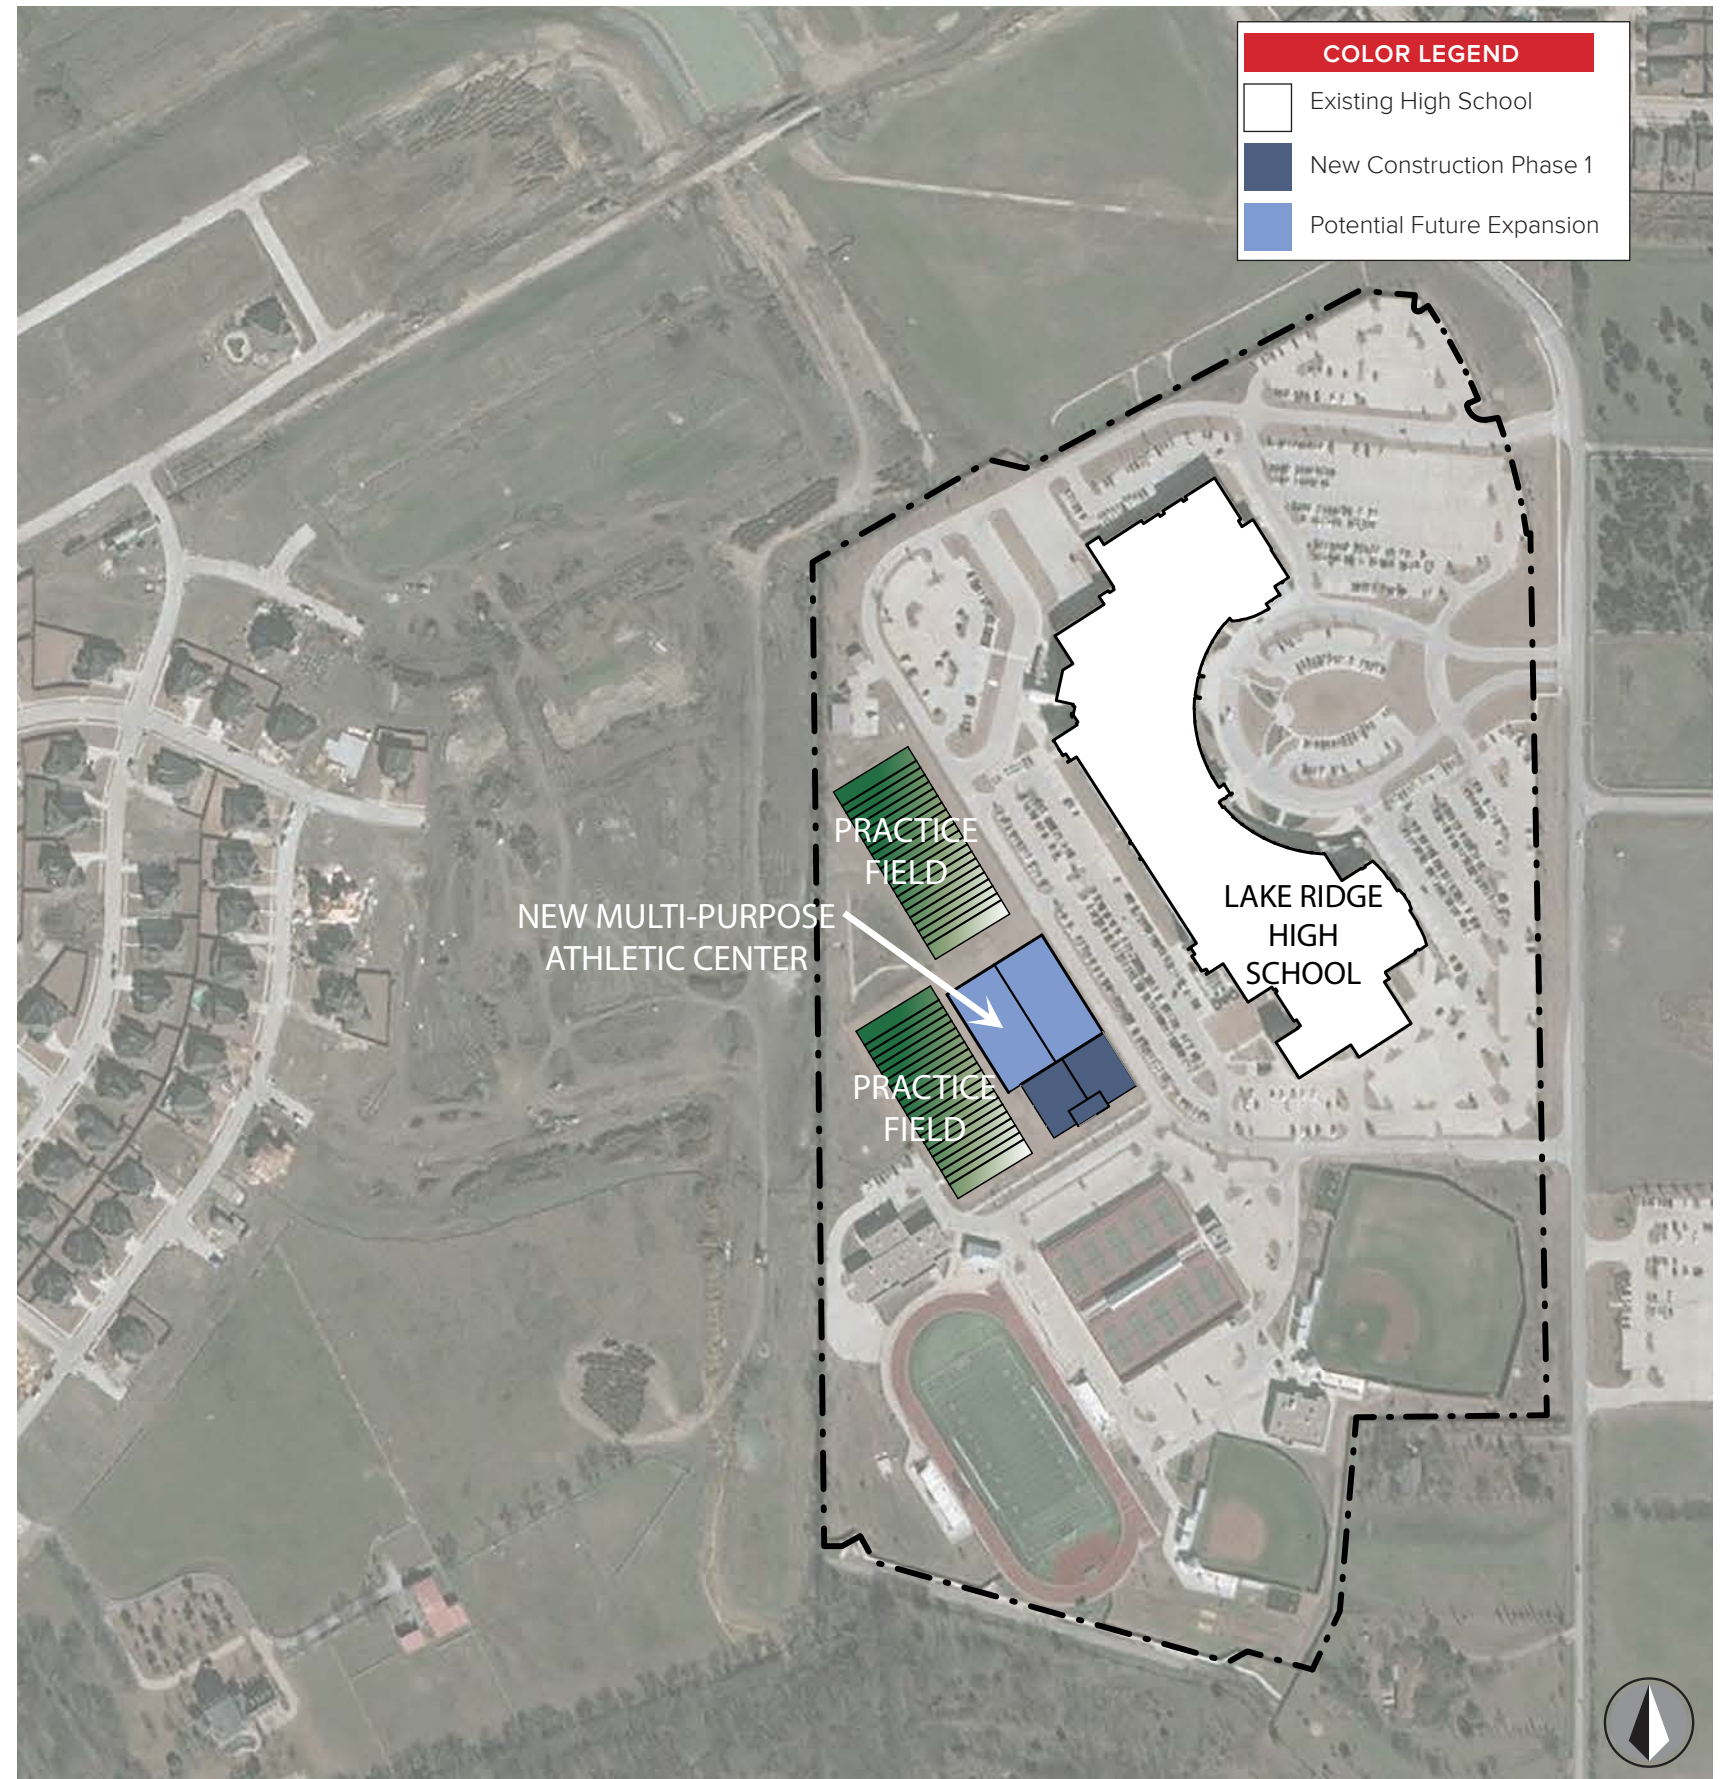 COLOR LEGEND
Existing High School
New Construction Phase 1
Potential Future Expansion
PRACTICE
FIELD
NEW MULTI-PURPOSE
ATHLETIC CENTER
LAKE RIDGE
HIGH
SCHOOL
PRACTICE
FIELD